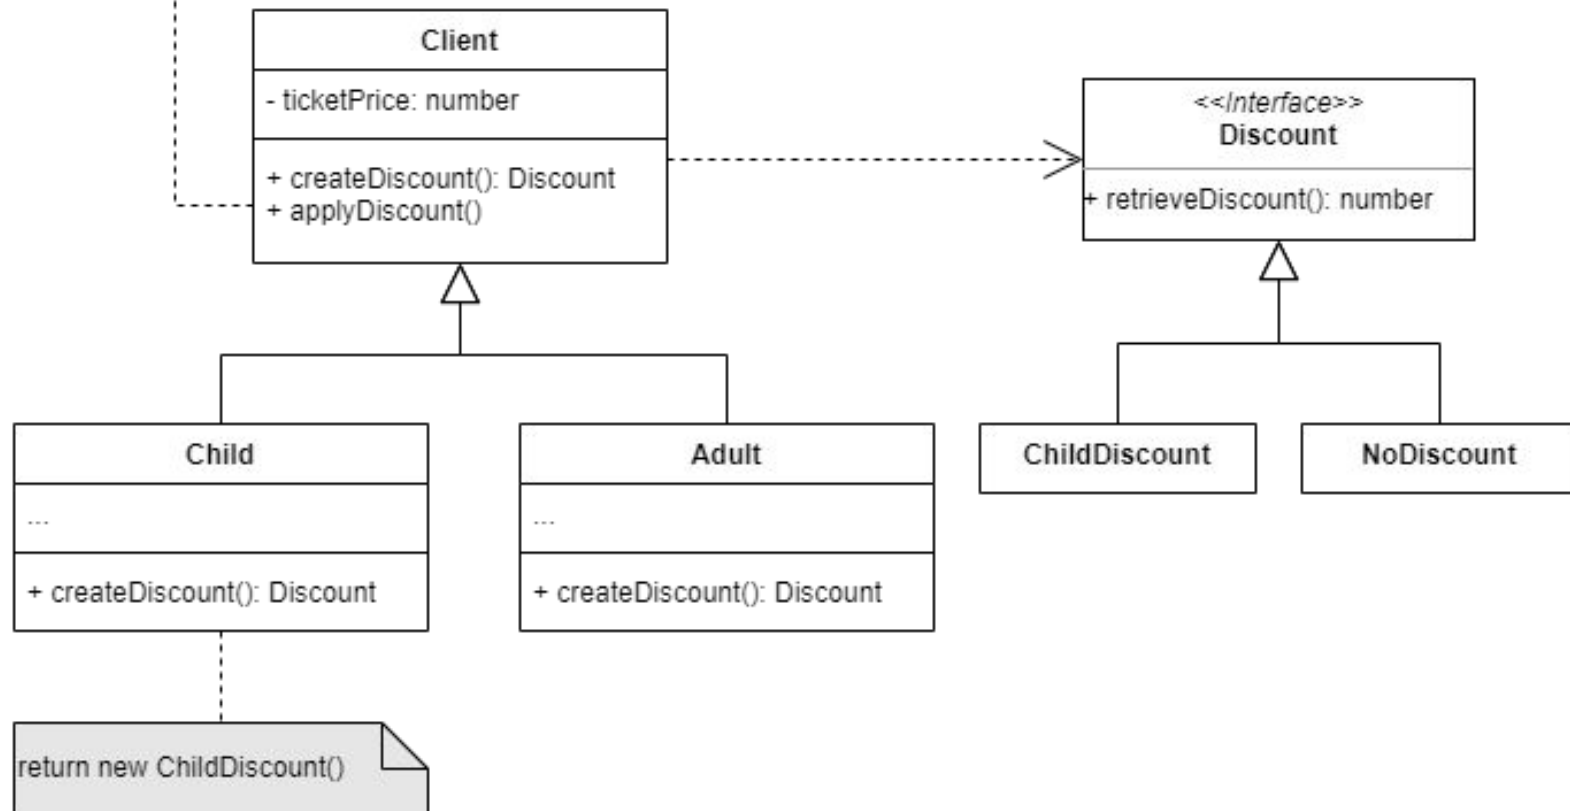 Client
- ticketPrice: number
+ createDiscount(): Discount
+ applyDiscount()
<<Interface>>
Discount
+ retrieveDiscount(): number
Child
...
+ createDiscount(): Discount
Adult
...
+ createDiscount(): Discount
ChildDiscount
NoDiscount
return new ChildDiscount()